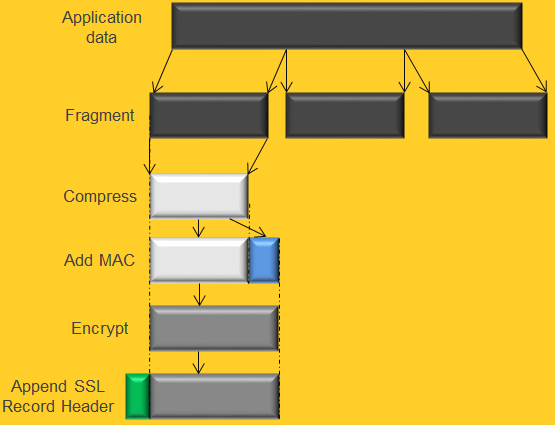 Application
data
Fragment
Compress
Add MAC
Encrypt
Append SSL
Record Header